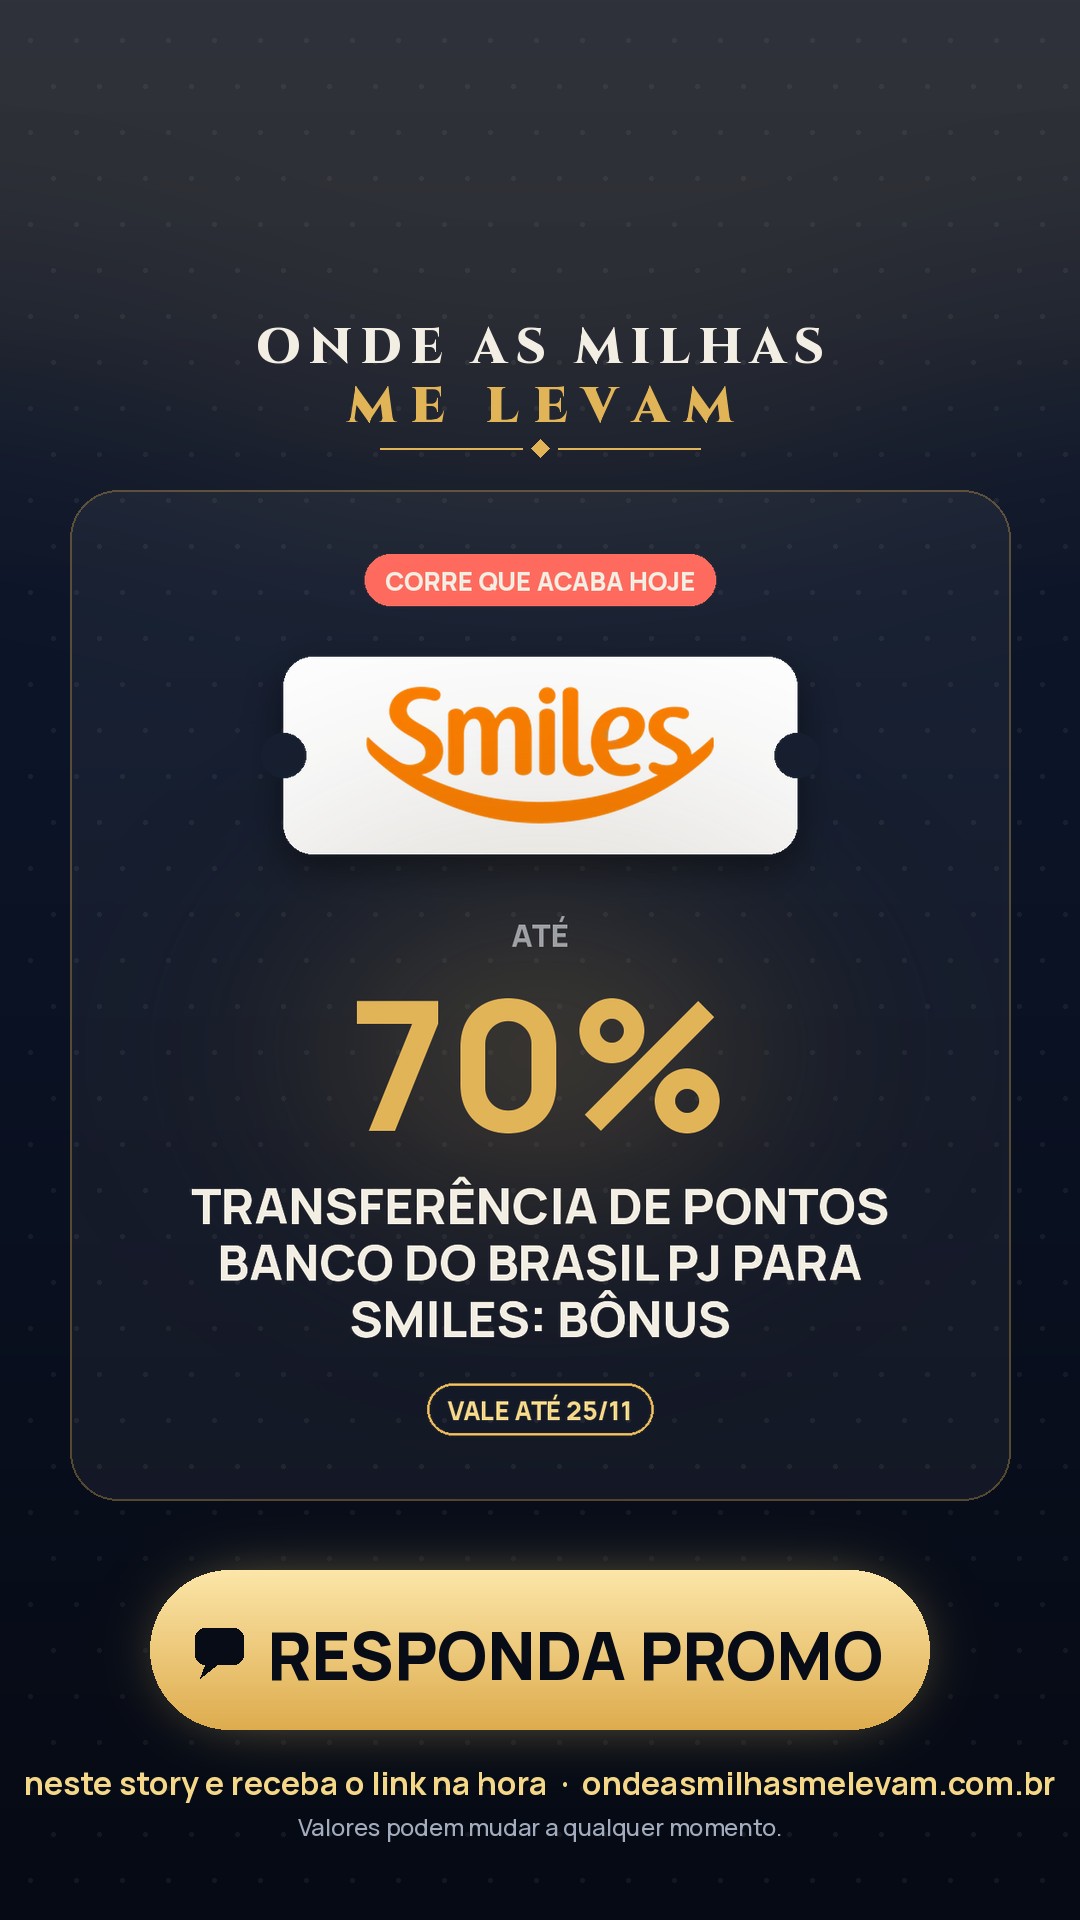 ONDE AS MILHAS
ME LEVAM
CORRE QUE ACABA HOJE
Smiles
ATÉ
70%
TRANSFERÊNCIA DE PONTOS
BANCO DO BRASIL PJ PARA
SMILES: BÔNUS
VALE ATÉ 25/11
RESPONDA PROMO
neste story e receba o link na hora · ondeasmilhasmelevam.com.br
Valores podem mudar a qualquer momento.